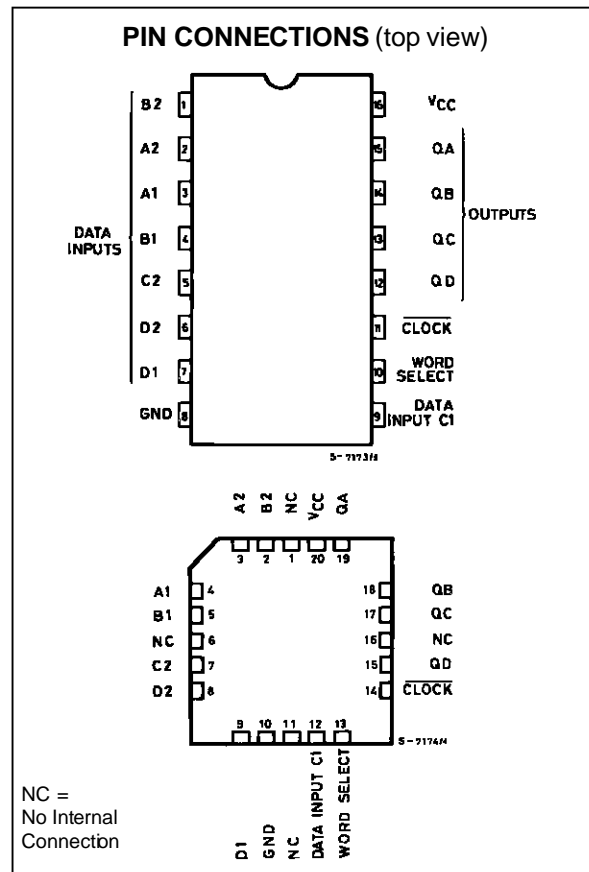 PIN CONNECTIONS (top view)
B2 1 16 VCC
A2 2 15 QA
A1 3 14 QB
DATA INPUTS
OUTPUTS
B1 4 13 QC
C2 5 12 QD
D2 6 11 CLOCK
D1 7 10 WORD SELECT
GND 8 9 DATA INPUT C1
S-7173/1
A2 B2 NC VCC QA
3 2 1 20 19
A1 4 18 QB
B1 5 17 QC
NC 6 16 NC
C2 7 15 QD
D2 8 14 CLOCK
9 10 11 12 13
S-7174/1
D1 GND NC DATA INPUT C1 WORD SELECT
NC =
No Internal
Connection